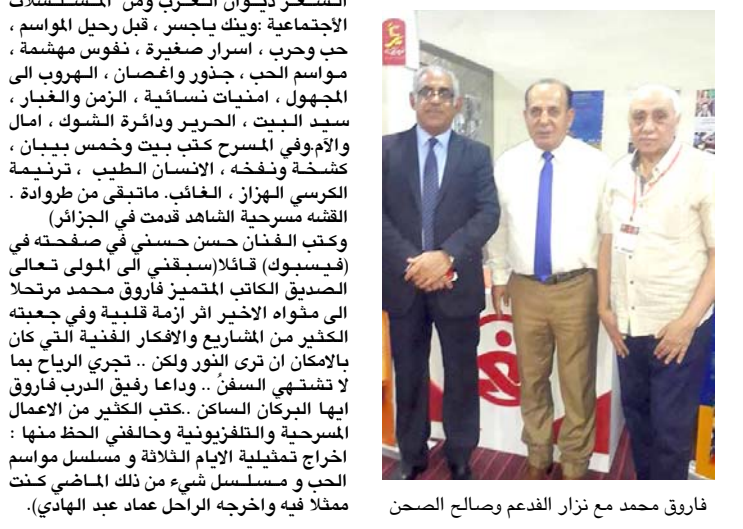 الشعر ديوان العرب ومن المسلسلات
الأجتماعية :وينك ياجسر ، قبل رحيل المواسم ،
حب وحرب ، اسرار صغيرة ، نفوس مهشمة ،
مواسم الحب ، جذور واغصان ، الهروب الى
المجهول ، امنيات نسائية ، الزمن والغبار ،
سيد البيت ، الحرير ودائرة الشوك ، امال
والآم.وفي المسرح كتب بيت وخمس بيبان ،
كشخة ونفخه ، الانسان الطيب ، ترنيمة
الكرسي الهزاز ، الغائب. ماتبقى من طروادة .
القشه مسرحية الشاهد قدمت في الجزائر)
وكتب الفنان حسن حسني في صفحته في
(فيسبوك) قائلا(سبقني الى المولى تعالى
الصديق الكاتب المتميز فاروق محمد مرتحلا
الى مثواه الاخير اثر ازمة قلبية وفي جعبته
الكثير من المشاريع والافكار الفنية التي كان
بالامكان ان ترى النور ولكن .. تجري الرياح بما
لا تشتهي السفنُ .. وداعا رفيق الدرب فاروق
ايها البركان الساكن ..كتب الكثير من الاعمال
المسرحية والتلفزيونية وحالفني الحظ منها :
اخراج تمثيلية الايام الثلاثة و مسلسل مواسم
الحب و مسلسل شيء من ذلك الماضي كنت
ممثلا فيه واخرجه الراحل عماد عبد الهادي).
فاروق محمد مع نزار الفدعم وصالح الصحن